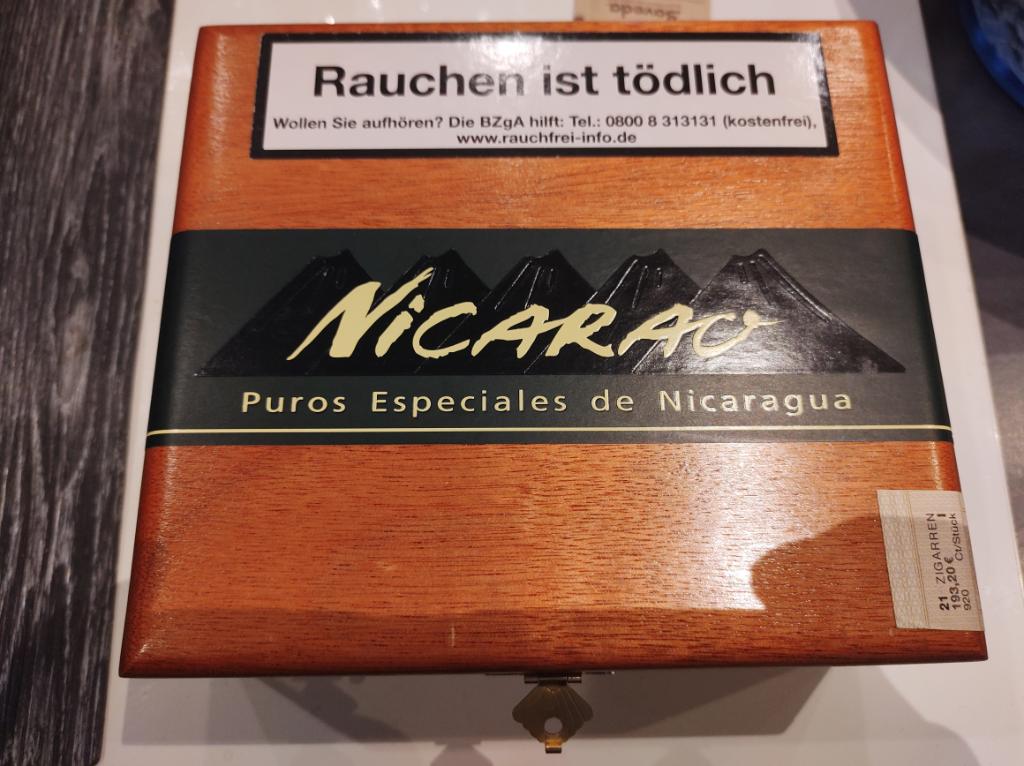 Soveda
Rauchen ist tödlich
Wollen Sie aufhören? Die BZgA hilft: Tel.: 0800 8 313131 (kostenfrei),
www.rauchfrei-info.de
NICARAO
Puros Especiales de Nicaragua
21 ZIGARREN I
193,20 €
920 Ct/Stück